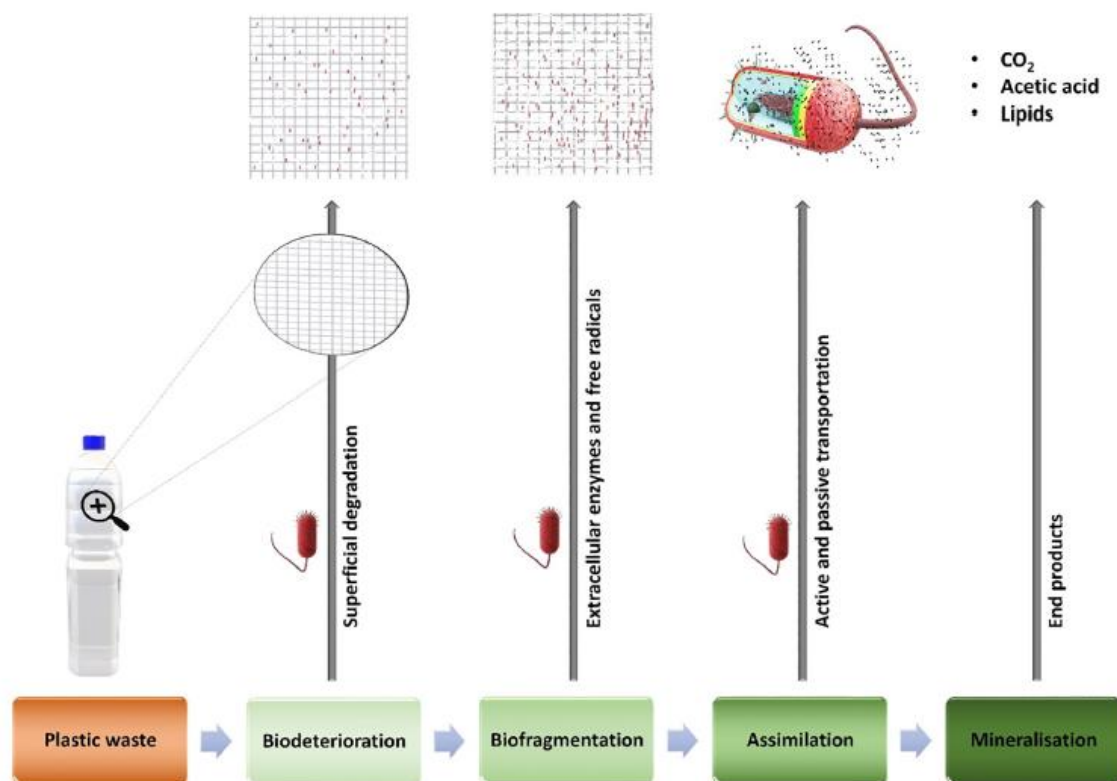 CO₂
Acetic acid
Lipids
Superficial degradation
Extracellular enzymes and free radicals
Active and passive transportation
End products
Plastic waste
Biodeterioration
Biofragmentation
Assimilation
Mineralisation